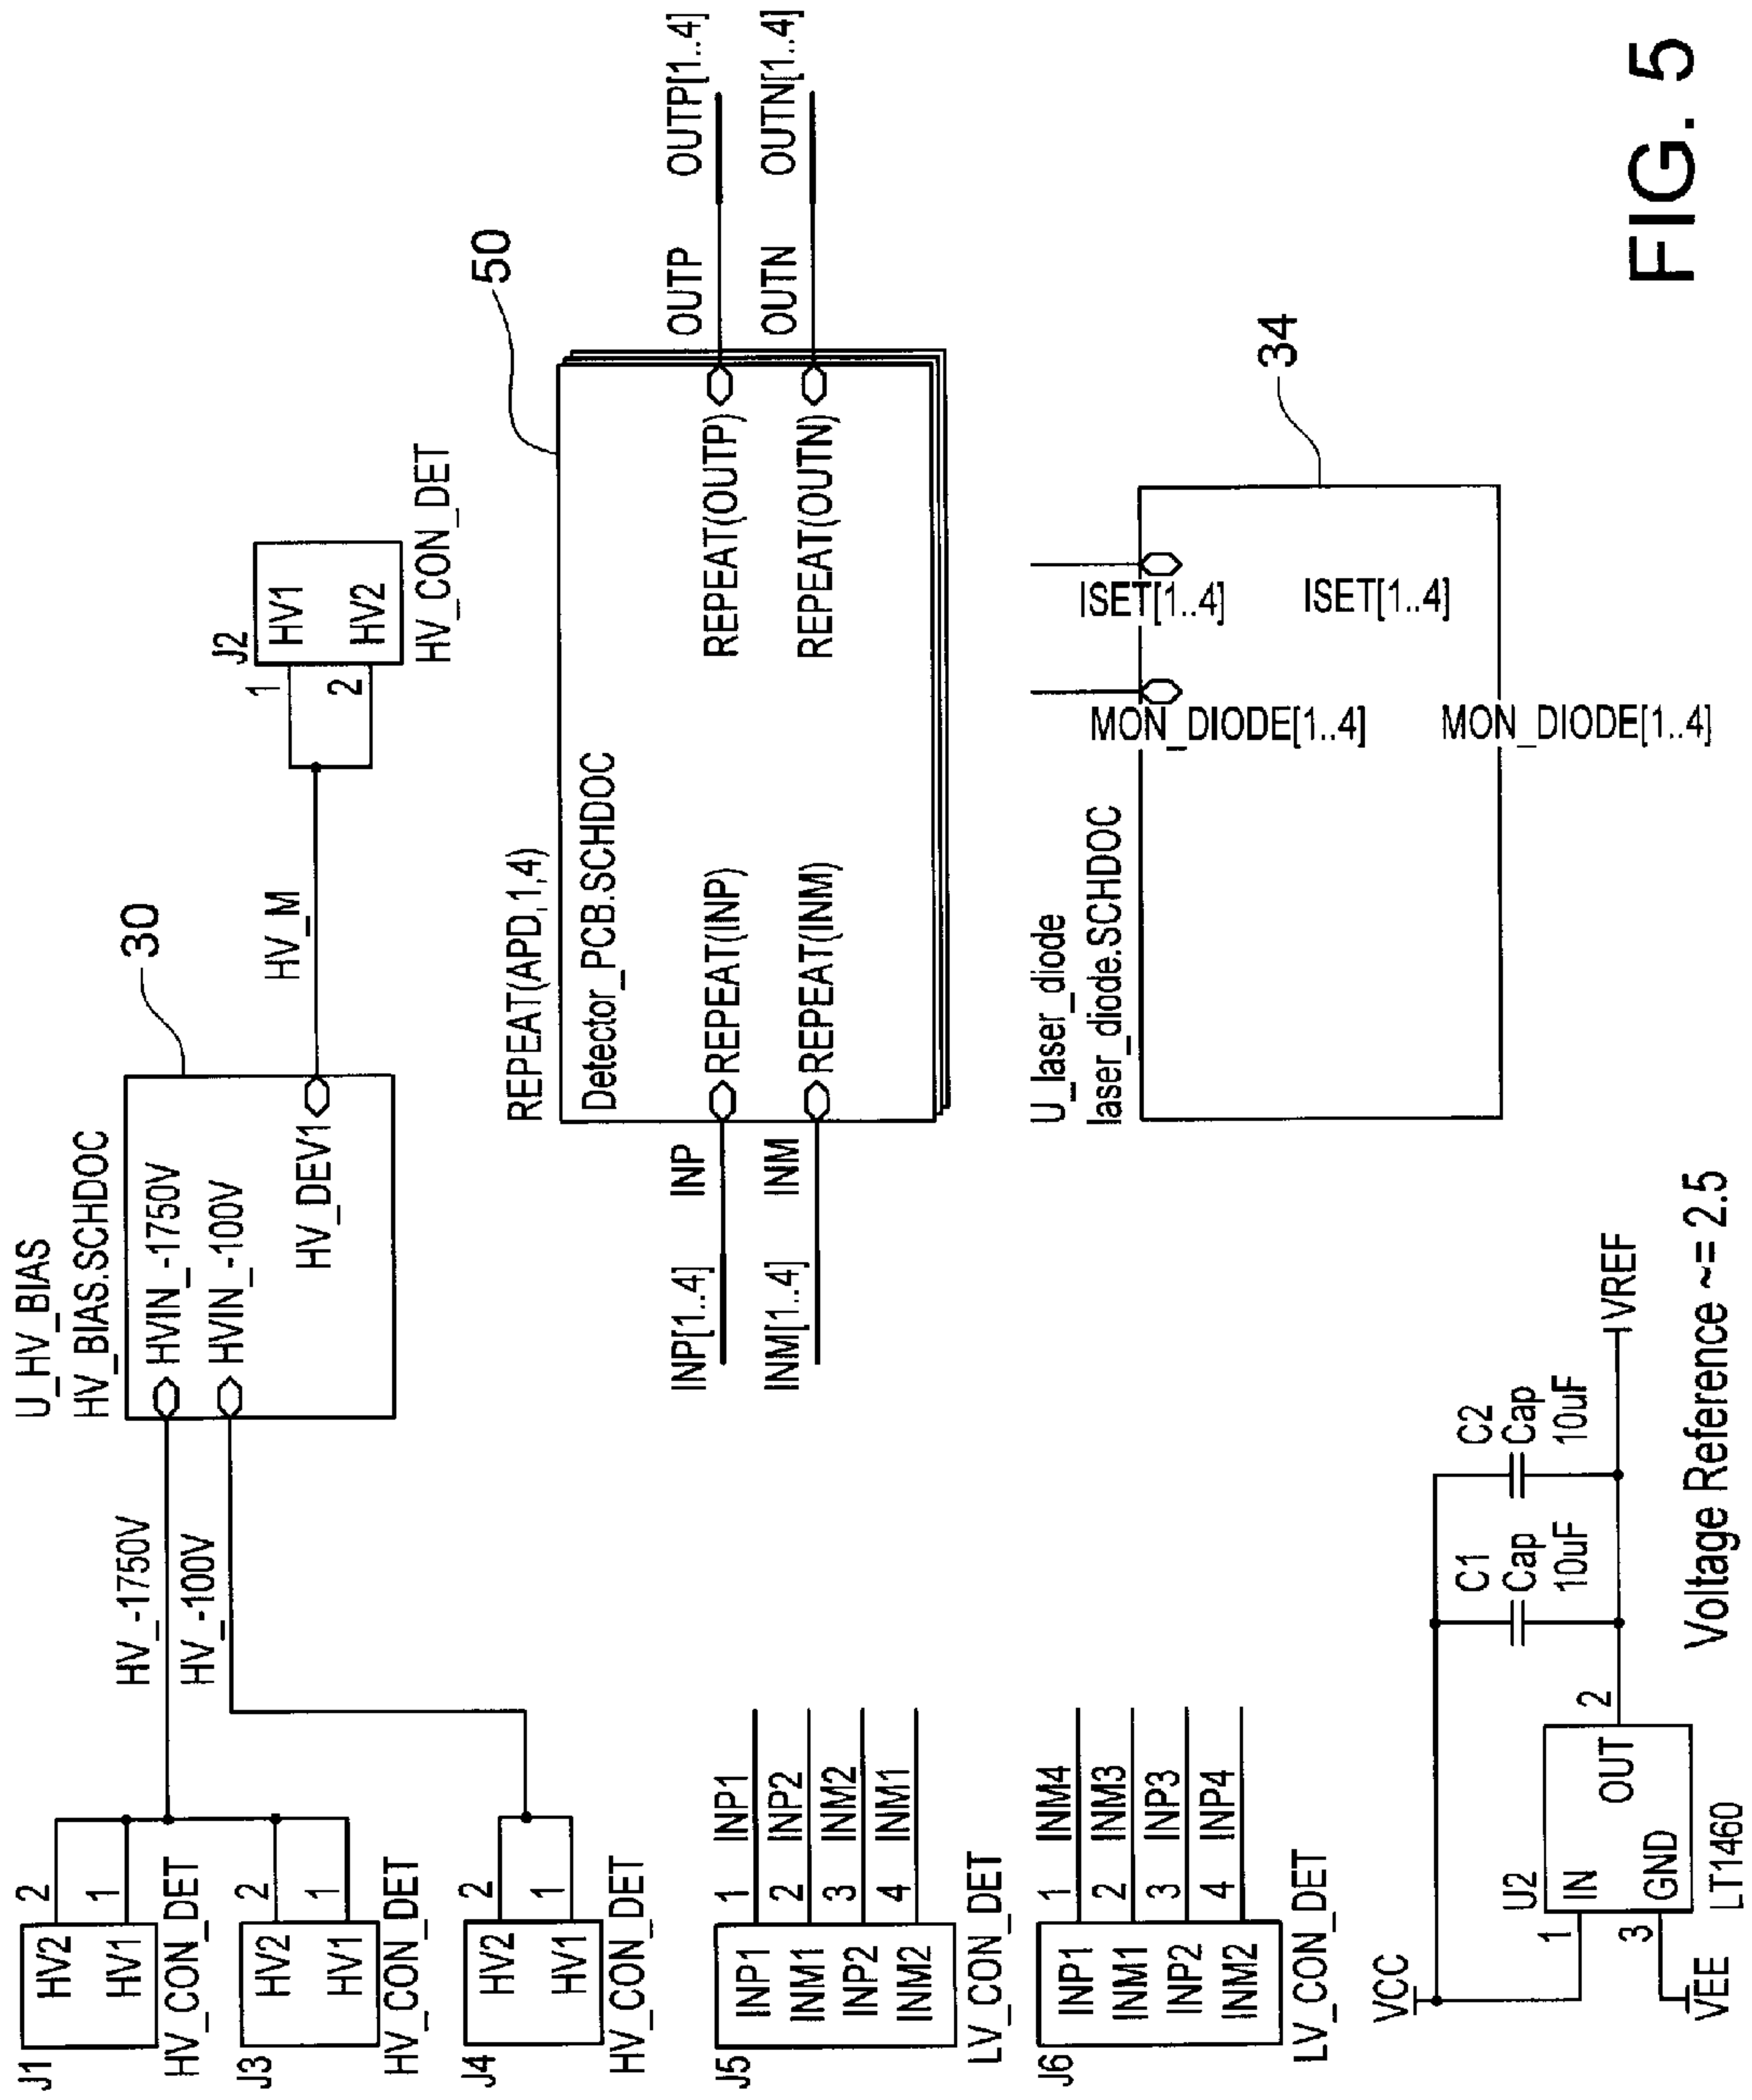 U_HV_BIAS
HV_BIAS.SCHDOC
30
HVIN_-1750V
HVIN_-100V
HV_DEV1
HV_-1750V
HV_-100V
HV_M
J1
HV2
HV1
2
1
HV_CON_DET
J3
HV2
HV1
2
1
HV_CON_DET
J4
HV2
HV1
2
1
HV_CON_DET
J2
1
2
HV1
HV2
HV_CON_DET
REPEAT(APD,1,4)
50
Detector_PCB.SCHDOC
INP[1..4]
INP
REPEAT(INP)
REPEAT(OUTP)
OUTP
OUTP[1..4]
INM[1..4]
INM
REPEAT(INM)
REPEAT(OUTN)
OUTN
OUTN[1..4]
J5
INP1
INM1
INP2
INM2
1
2
3
4
INP1
INP2
INM2
INM1
LV_CON_DET
J6
INP1
INM1
INP2
INM2
1
2
3
4
INM4
INM3
INP3
INP4
LV_CON_DET
U_laser_diode
laser_diode.SCHDOC
34
MON_DIODE[1..4]
ISET[1..4]
ISET[1..4]
MON_DIODE[1..4]
VCC
U2
1
IN
OUT
2
3
GND
VEE
LT1460
C1
Cap
10uF
C2
Cap
10uF
VREF
Voltage Reference ~= 2.5
FIG. 5